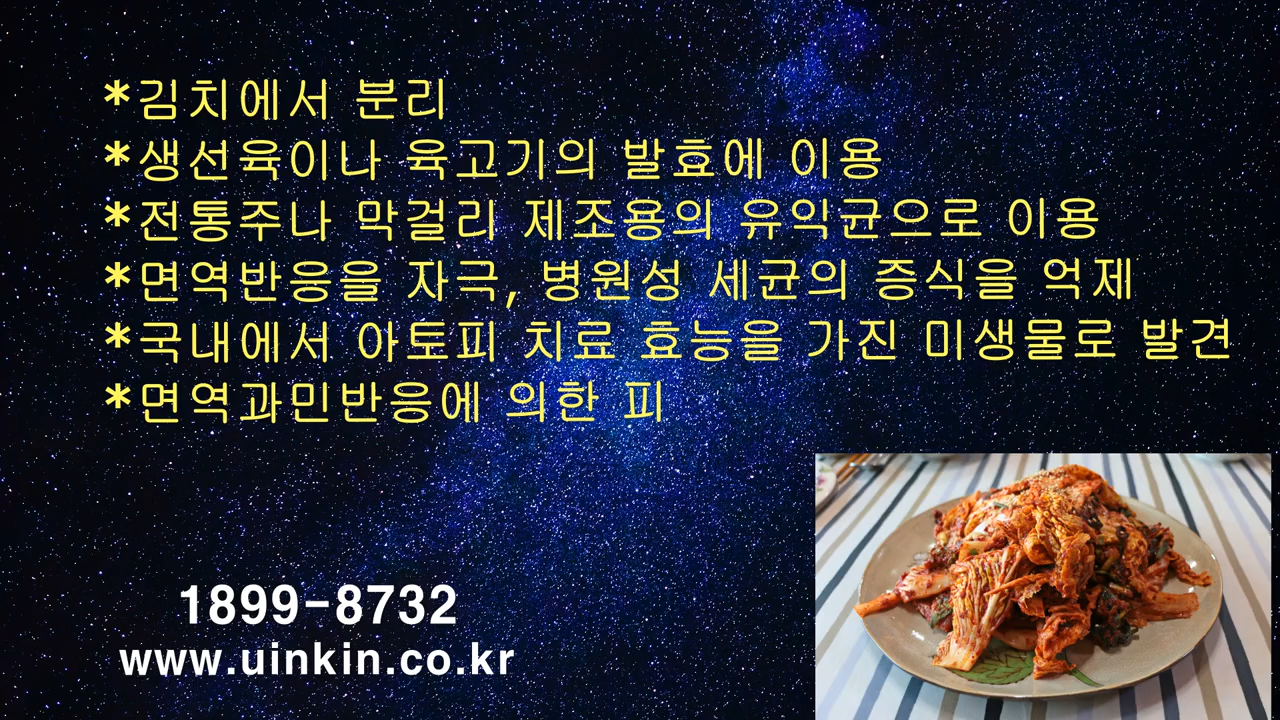 *김치에서 분리
*생선육이나 육고기의 발효에 이용
*전통주나 막걸리 제조용의 유익균으로 이용
*면역반응을 자극, 병원성 세균의 증식을 억제
*국내에서 아토피 치료 효능을 가진 미생물로 발견
*면역과민반응에 의한 피
1899-8732
www.uinkin.co.kr